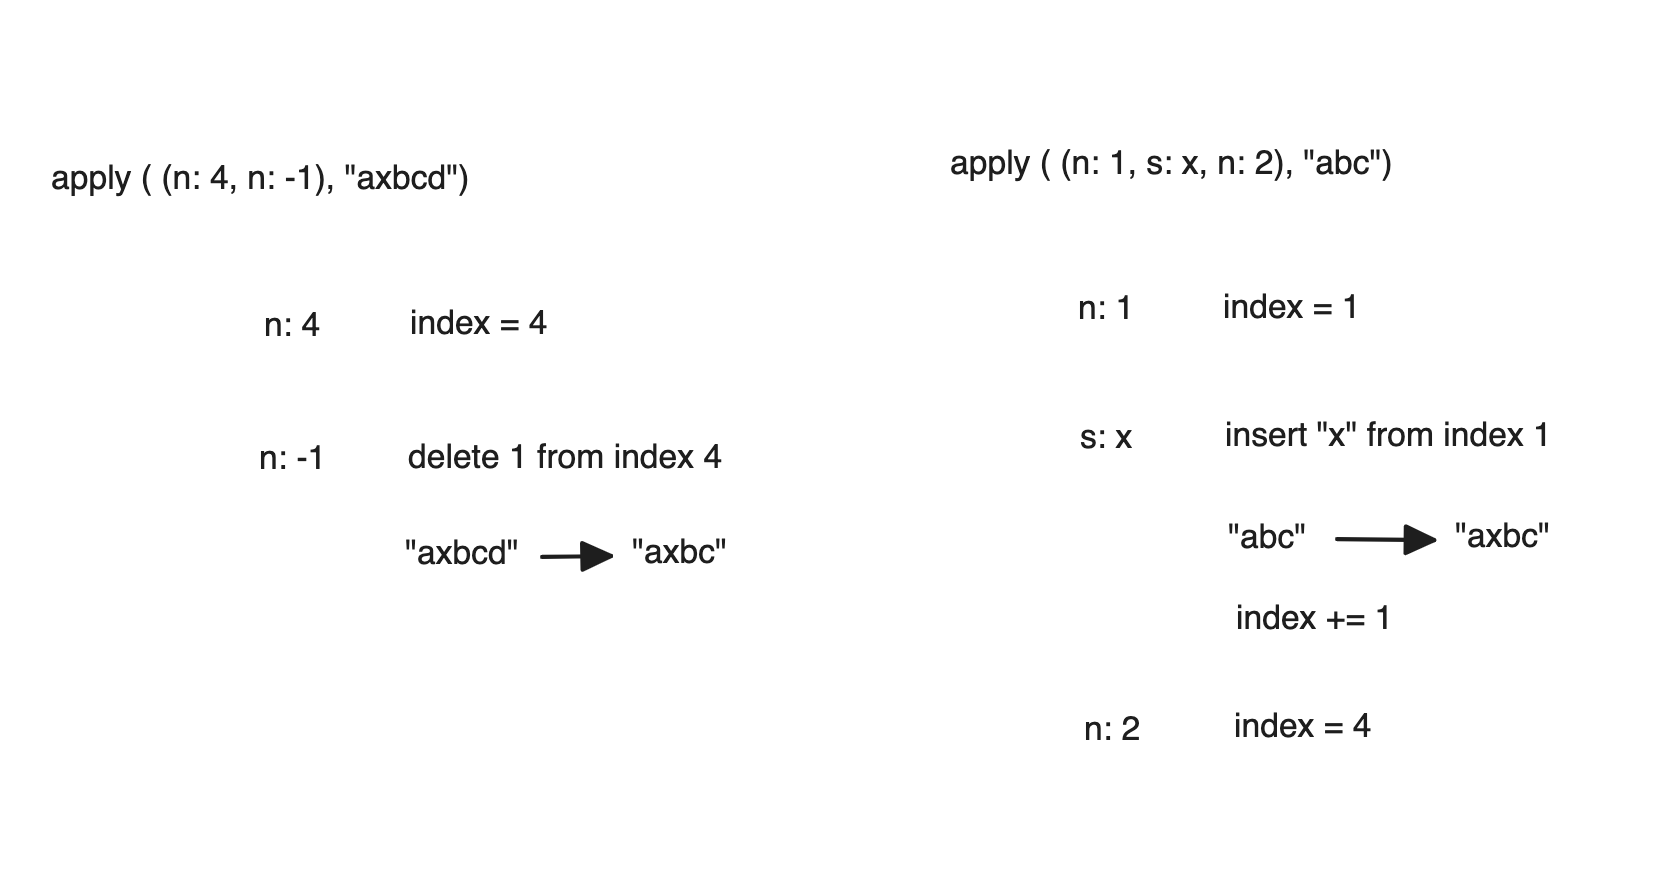 apply ( (n: 4, n: -1), "axbcd")
n: 4 index = 4
n: -1 delete 1 from index 4
"axbcd" "axbc"
apply ( (n: 1, s: x, n: 2), "abc")
n: 1 index = 1
s: x insert "x" from index 1
"abc" "axbc"
index += 1
n: 2 index = 4